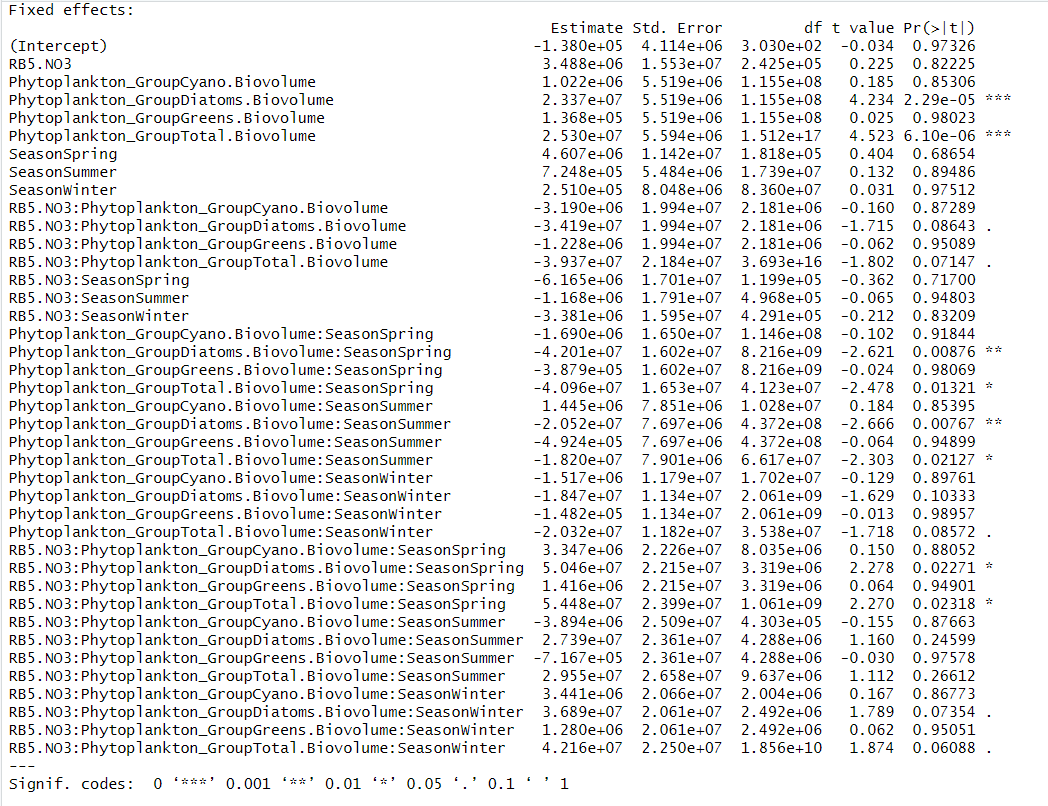 Fixed effects:
Estimate Std. Error df t value Pr(>|t|)
(Intercept) -1.380e+05 4.114e+06 3.030e+02 -0.034 0.97326
RB5.NO3 3.488e+06 1.553e+07 2.425e+05 0.225 0.82225
Phytoplankton_GroupCyano.Biovolume 1.022e+06 5.519e+06 1.155e+08 0.185 0.85306
Phytoplankton_GroupDiatoms.Biovolume 2.337e+07 5.519e+06 1.155e+08 4.234 2.29e-05 ***
Phytoplankton_GroupGreens.Biovolume 1.368e+05 5.519e+06 1.155e+08 0.025 0.98023
Phytoplankton_GroupTotal.Biovolume 2.530e+07 5.594e+06 1.512e+17 4.523 6.10e-06 ***
SeasonSpring 4.607e+06 1.142e+07 1.818e+05 0.404 0.68654
SeasonSummer 7.248e+05 5.484e+06 1.739e+07 0.132 0.89486
SeasonWinter 2.510e+05 8.048e+06 8.360e+07 0.031 0.97512
RB5.NO3:Phytoplankton_GroupCyano.Biovolume -3.190e+06 1.994e+07 2.181e+06 -0.160 0.87289
RB5.NO3:Phytoplankton_GroupDiatoms.Biovolume -3.419e+07 1.994e+07 2.181e+06 -1.715 0.08643 .
RB5.NO3:Phytoplankton_GroupGreens.Biovolume -1.228e+06 1.994e+07 2.181e+06 -0.062 0.95089
RB5.NO3:Phytoplankton_GroupTotal.Biovolume -3.937e+07 2.184e+07 3.693e+16 -1.802 0.07147 .
RB5.NO3:SeasonSpring -6.165e+06 1.701e+07 1.199e+05 -0.362 0.71700
RB5.NO3:SeasonSummer -1.168e+06 1.791e+07 4.968e+05 -0.065 0.94803
RB5.NO3:SeasonWinter -3.381e+06 1.595e+07 4.291e+05 -0.212 0.83209
Phytoplankton_GroupCyano.Biovolume:SeasonSpring -1.690e+06 1.650e+07 1.146e+08 -0.102 0.91844
Phytoplankton_GroupDiatoms.Biovolume:SeasonSpring -4.201e+07 1.602e+07 8.216e+09 -2.621 0.00876 **
Phytoplankton_GroupGreens.Biovolume:SeasonSpring -3.879e+05 1.602e+07 8.216e+09 -0.024 0.98069
Phytoplankton_GroupTotal.Biovolume:SeasonSpring -4.096e+07 1.653e+07 4.123e+07 -2.478 0.01321 *
Phytoplankton_GroupCyano.Biovolume:SeasonSummer 1.445e+06 7.851e+06 1.028e+07 0.184 0.85395
Phytoplankton_GroupDiatoms.Biovolume:SeasonSummer -2.052e+07 7.697e+06 4.372e+08 -2.666 0.00767 **
Phytoplankton_GroupGreens.Biovolume:SeasonSummer -4.924e+05 7.697e+06 4.372e+08 -0.064 0.94899
Phytoplankton_GroupTotal.Biovolume:SeasonSummer -1.820e+07 7.901e+06 6.617e+07 -2.303 0.02127 *
Phytoplankton_GroupCyano.Biovolume:SeasonWinter -1.517e+06 1.179e+07 1.702e+07 -0.129 0.89761
Phytoplankton_GroupDiatoms.Biovolume:SeasonWinter -1.847e+07 1.134e+07 2.061e+09 -1.629 0.10333
Phytoplankton_GroupGreens.Biovolume:SeasonWinter -1.482e+05 1.134e+07 2.061e+09 -0.013 0.98957
Phytoplankton_GroupTotal.Biovolume:SeasonWinter -2.032e+07 1.182e+07 3.538e+07 -1.718 0.08572 .
RB5.NO3:Phytoplankton_GroupCyano.Biovolume:SeasonSpring 3.347e+06 2.226e+07 8.035e+06 0.150 0.88052
RB5.NO3:Phytoplankton_GroupDiatoms.Biovolume:SeasonSpring 5.046e+07 2.215e+07 3.319e+06 2.278 0.02271 *
RB5.NO3:Phytoplankton_GroupGreens.Biovolume:SeasonSpring 1.416e+06 2.215e+07 3.319e+06 0.064 0.94901
RB5.NO3:Phytoplankton_GroupTotal.Biovolume:SeasonSpring 5.448e+07 2.399e+07 1.061e+09 2.270 0.02318 *
RB5.NO3:Phytoplankton_GroupCyano.Biovolume:SeasonSummer -3.894e+06 2.509e+07 4.303e+05 -0.155 0.87663
RB5.NO3:Phytoplankton_GroupDiatoms.Biovolume:SeasonSummer 2.739e+07 2.361e+07 4.288e+06 1.160 0.24599
RB5.NO3:Phytoplankton_GroupGreens.Biovolume:SeasonSummer -7.167e+05 2.361e+07 4.288e+06 -0.030 0.97578
RB5.NO3:Phytoplankton_GroupTotal.Biovolume:SeasonSummer 2.955e+07 2.658e+07 9.637e+06 1.112 0.26612
RB5.NO3:Phytoplankton_GroupCyano.Biovolume:SeasonWinter 3.441e+06 2.066e+07 2.004e+06 0.167 0.86773
RB5.NO3:Phytoplankton_GroupDiatoms.Biovolume:SeasonWinter 3.689e+07 2.061e+07 2.492e+06 1.789 0.07354 .
RB5.NO3:Phytoplankton_GroupGreens.Biovolume:SeasonWinter 1.280e+06 2.061e+07 2.492e+06 0.062 0.95051
RB5.NO3:Phytoplankton_GroupTotal.Biovolume:SeasonWinter 4.216e+07 2.250e+07 1.856e+10 1.874 0.06088 .
---
Signif. codes: 0 ‘***’ 0.001 ‘**’ 0.01 ‘*’ 0.05 ‘.’ 0.1 ‘ ’ 1